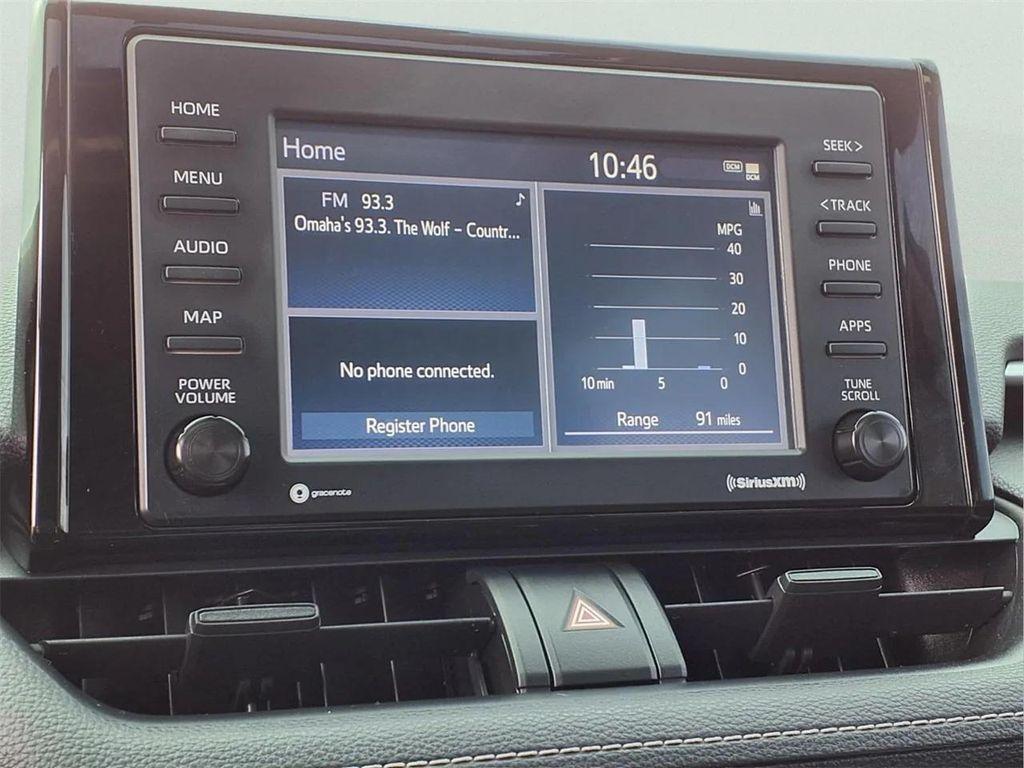 HOME
MENU
AUDIO
MAP
POWER
VOLUME
Home
10:46
DCM
DCM
FM 93.3
Omaha's 93.3. The Wolf - Countr...
No phone connected.
Register Phone
MPG
40
30
20
10
0
10 min 5 0
Range 91 miles
SEEK >
< TRACK
PHONE
APPS
TUNE
SCROLL
gracenote
((SiriusXM))